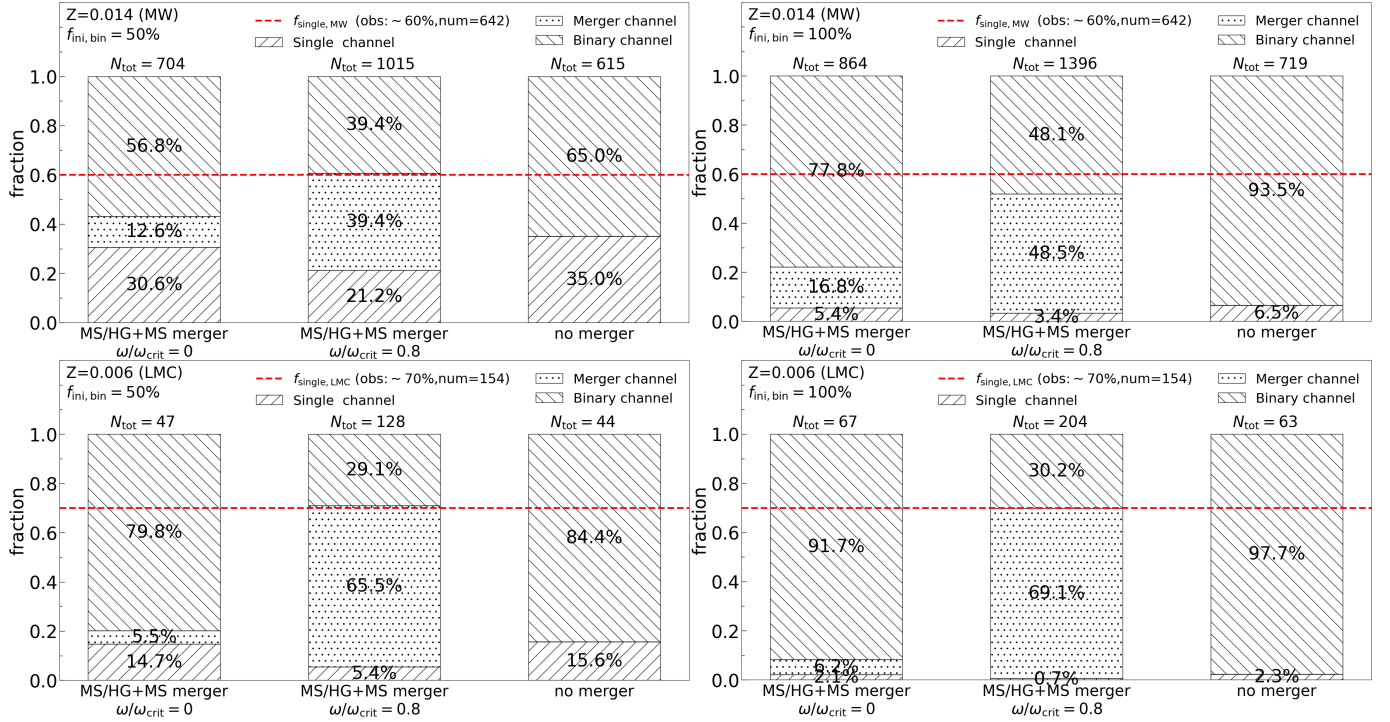 Z=0.014 (MW)
f_ini,bin = 50%
f_single,MW (obs:∼60%,num=642)
Single channel
Merger channel
Binary channel
N_tot = 704
N_tot = 1015
N_tot = 615
fraction
1.0
0.8
0.6
0.4
0.2
0.0
56.8%
12.6%
30.6%
39.4%
39.4%
21.2%
65.0%
35.0%
MS/HG+MS merger
ω/ω_crit = 0
MS/HG+MS merger
ω/ω_crit = 0.8
no merger
Z=0.014 (MW)
f_ini,bin = 100%
f_single,MW (obs:∼60%,num=642)
Single channel
Merger channel
Binary channel
N_tot = 864
N_tot = 1396
N_tot = 719
fraction
1.0
0.8
0.6
0.4
0.2
0.0
77.8%
16.8%
5.4%
48.1%
48.5%
3.4%
93.5%
6.5%
MS/HG+MS merger
ω/ω_crit = 0
MS/HG+MS merger
ω/ω_crit = 0.8
no merger
Z=0.006 (LMC)
f_ini,bin = 50%
f_single,LMC (obs:∼70%,num=154)
Single channel
Merger channel
Binary channel
N_tot = 47
N_tot = 128
N_tot = 44
fraction
1.0
0.8
0.6
0.4
0.2
0.0
79.8%
5.5%
14.7%
29.1%
65.5%
5.4%
84.4%
15.6%
MS/HG+MS merger
ω/ω_crit = 0
MS/HG+MS merger
ω/ω_crit = 0.8
no merger
Z=0.006 (LMC)
f_ini,bin = 100%
f_single,LMC (obs:∼70%,num=154)
Single channel
Merger channel
Binary channel
N_tot = 67
N_tot = 204
N_tot = 63
fraction
1.0
0.8
0.6
0.4
0.2
0.0
91.7%
6.2%
2.1%
30.2%
69.1%
0.7%
97.7%
2.3%
MS/HG+MS merger
ω/ω_crit = 0
MS/HG+MS merger
ω/ω_crit = 0.8
no merger